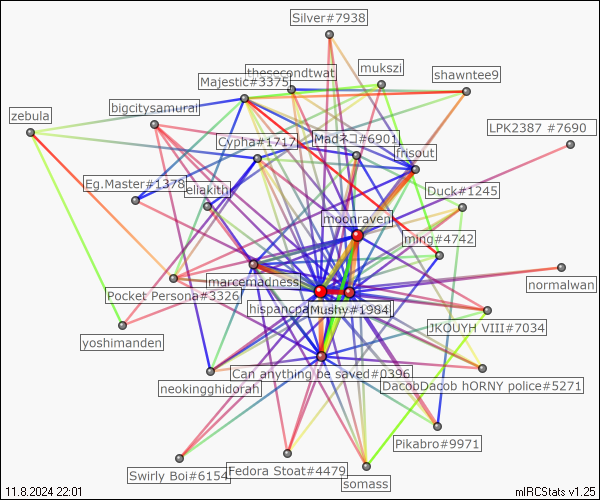 Silver#7938
thesecondtwat
mukszi
Majestic#3375
shawntee9
zebula
bigcitysamurai
LPK2387 #7690
Cypha#1717
Madネコ#6901
frisout
Eg.Master#1378
ellakith
Duck#1245
moonraven
ming#4742
marcemadness
normalwan
Pocket Persona#3326
Mushy#1984
JKOUYH VIII#7034
yoshimanden
Can anything be saved#0396
neokingghidorah
DacobDacob hORNY police#5271
Pikabro#9971
Swirly Boi#6154
Fedora Stoat#4479
somass
11.8.2024 22:01
mIRCStats v1.25